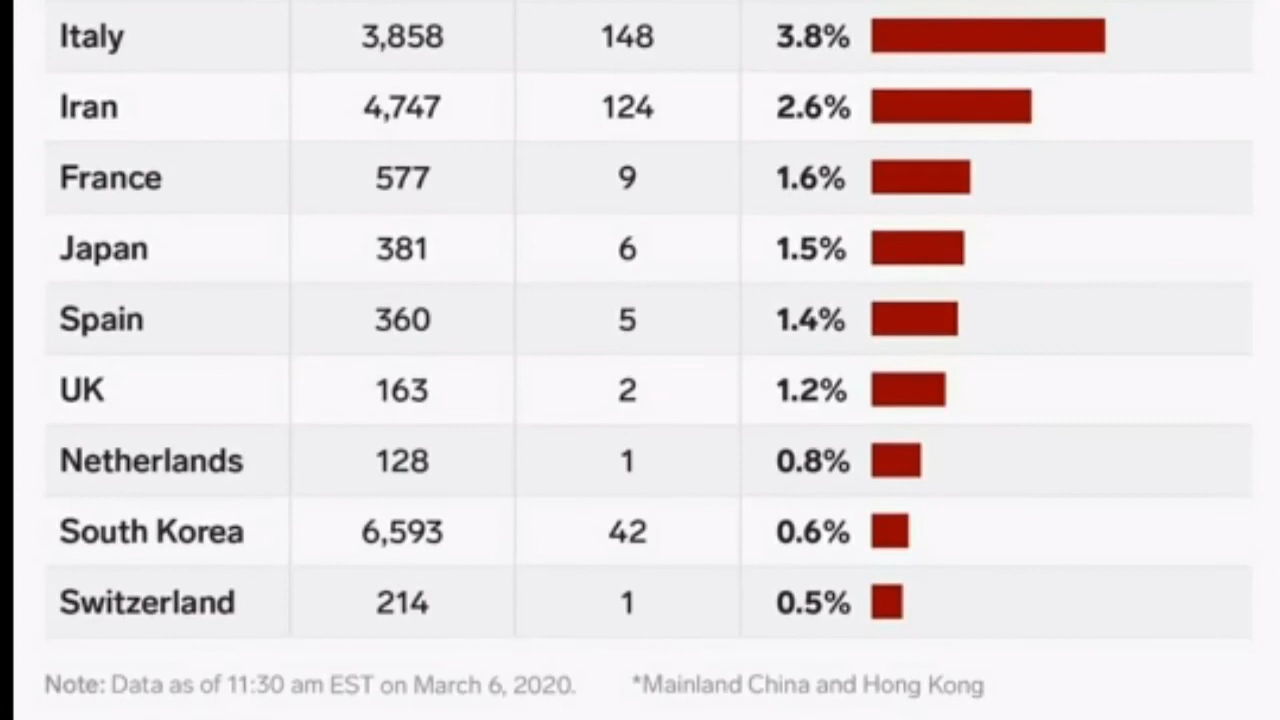 Italy 3,858 148 3.8%
Iran 4,747 124 2.6%
France 577 9 1.6%
Japan 381 6 1.5%
Spain 360 5 1.4%
UK 163 2 1.2%
Netherlands 128 1 0.8%
South Korea 6,593 42 0.6%
Switzerland 214 1 0.5%
Note: Data as of 11:30 am EST on March 6, 2020. *Mainland China and Hong Kong